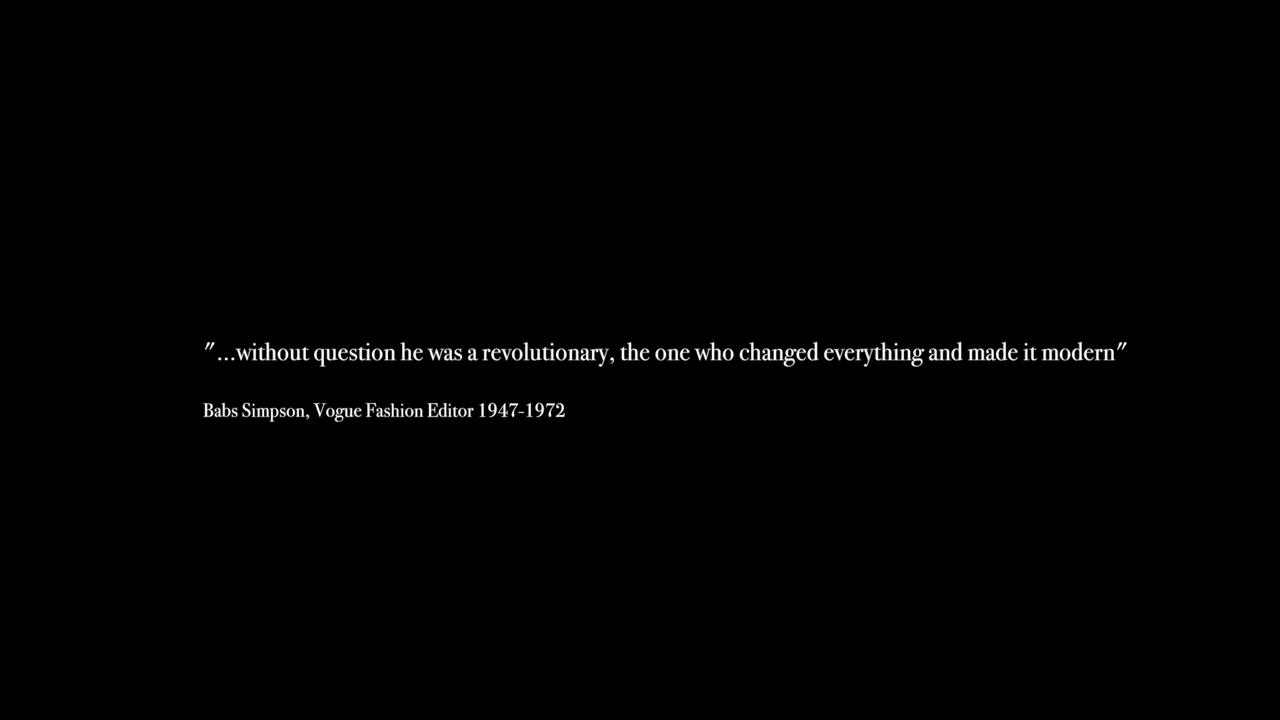 "...without question he was a revolutionary, the one who changed everything and made it modern"
Babs Simpson, Vogue Fashion Editor 1947-1972